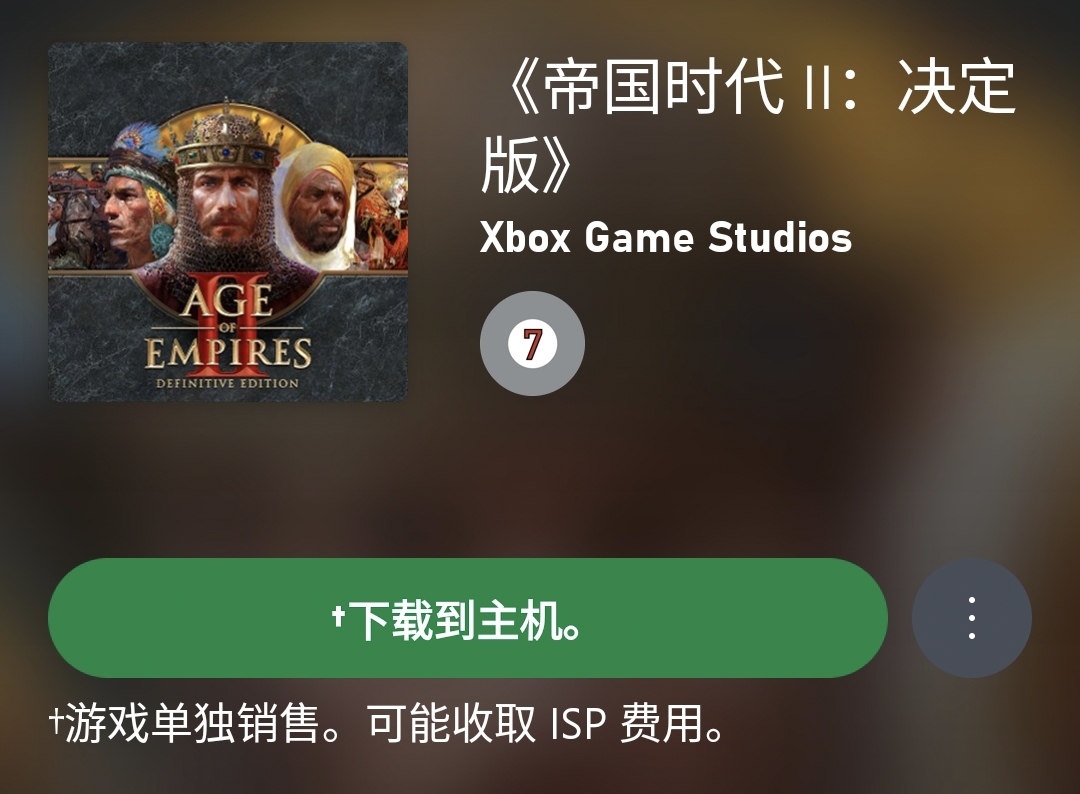 《帝国时代 II：决定
版》
Xbox Game Studios
7
AGE
OF
EMPIRES
II
DEFINITIVE EDITION
†下载到主机。
†游戏单独销售。可能收取 ISP 费用。